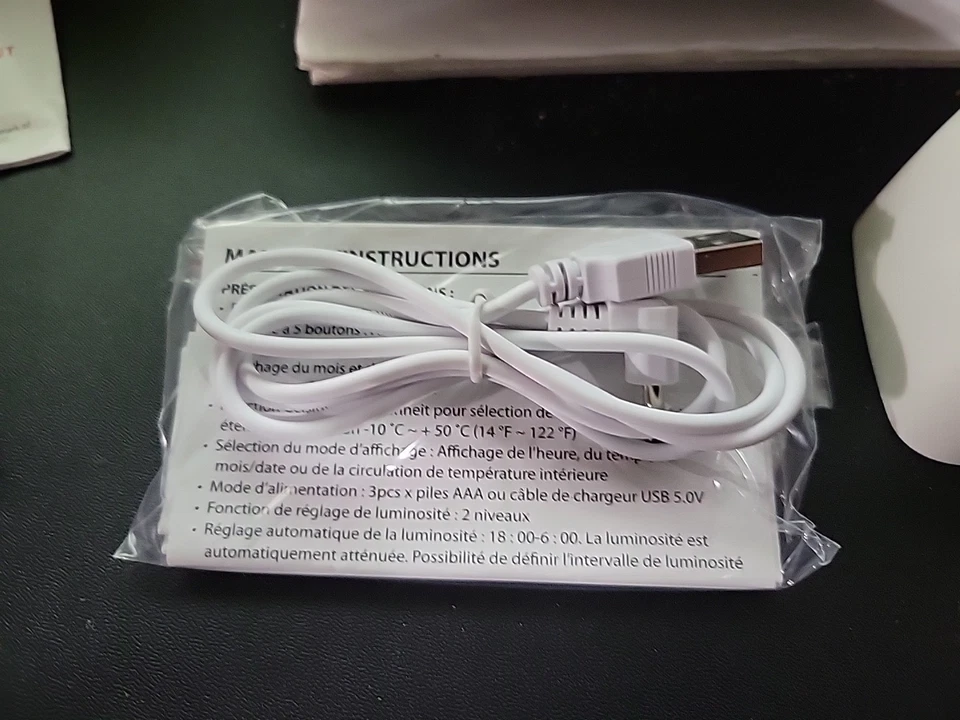 ET
INSTRUCTIONS
à 5 boutons
hage du mois et
pour sélection de
-10 °C ~ + 50 °C (14 °F ~ 122 °F)
• Sélection du mode d'affichage : Affichage de l'heure, du
mois/date ou de la circulation de température intérieure
• Mode d'alimentation : 3pcs x piles AAA ou câble de chargeur USB 5.0V
• Fonction de réglage de luminosité : 2 niveaux
• Réglage automatique de la luminosité : 18 : 00-6 : 00. La luminosité est
automatiquement atténuée. Possibilité de définir l'intervalle de luminosité